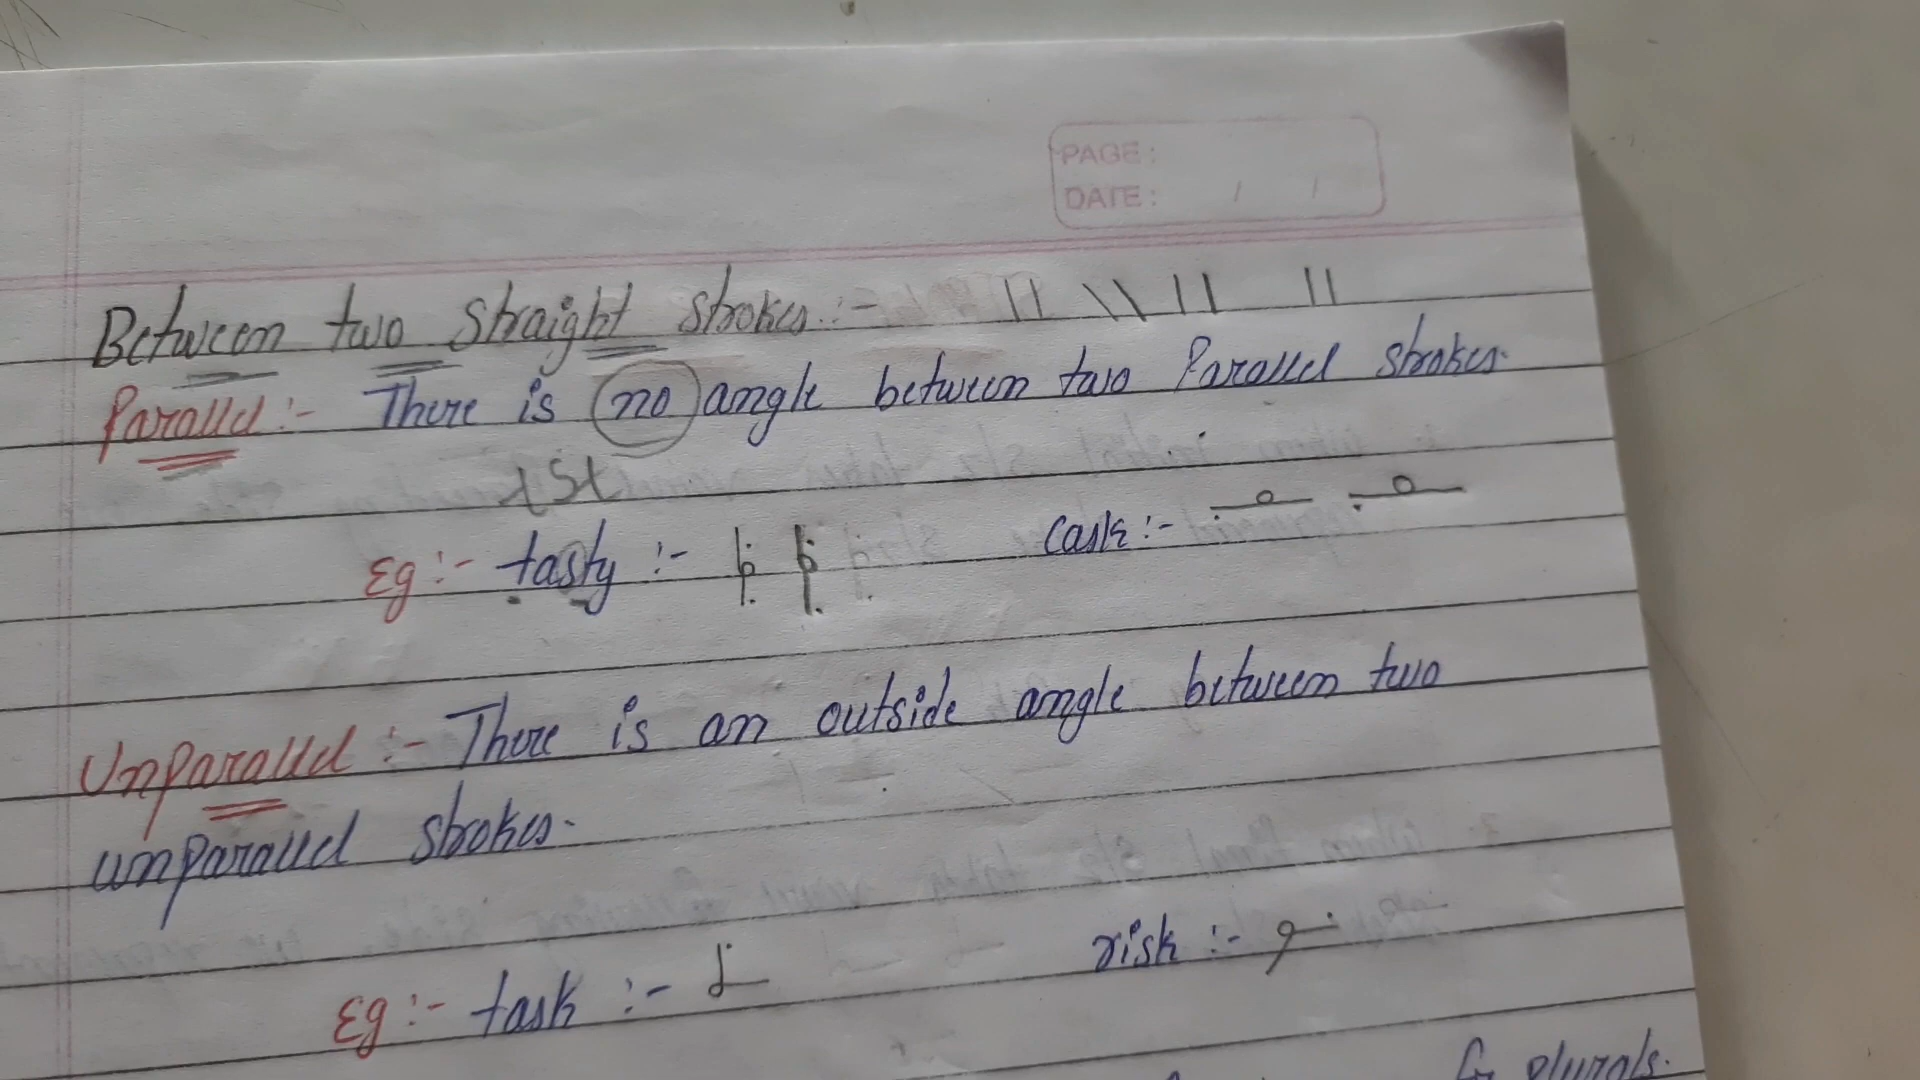 PAGE:
DATE: / /
Between two straight strokes:-
Parallel:- There is no angle between two Parallel strokes.
tSt
Eg:- tasty:- cask:-
Unparallel:- There is an outside angle between two
unparallel strokes.
Eg:- task:- risk:-
plurals.